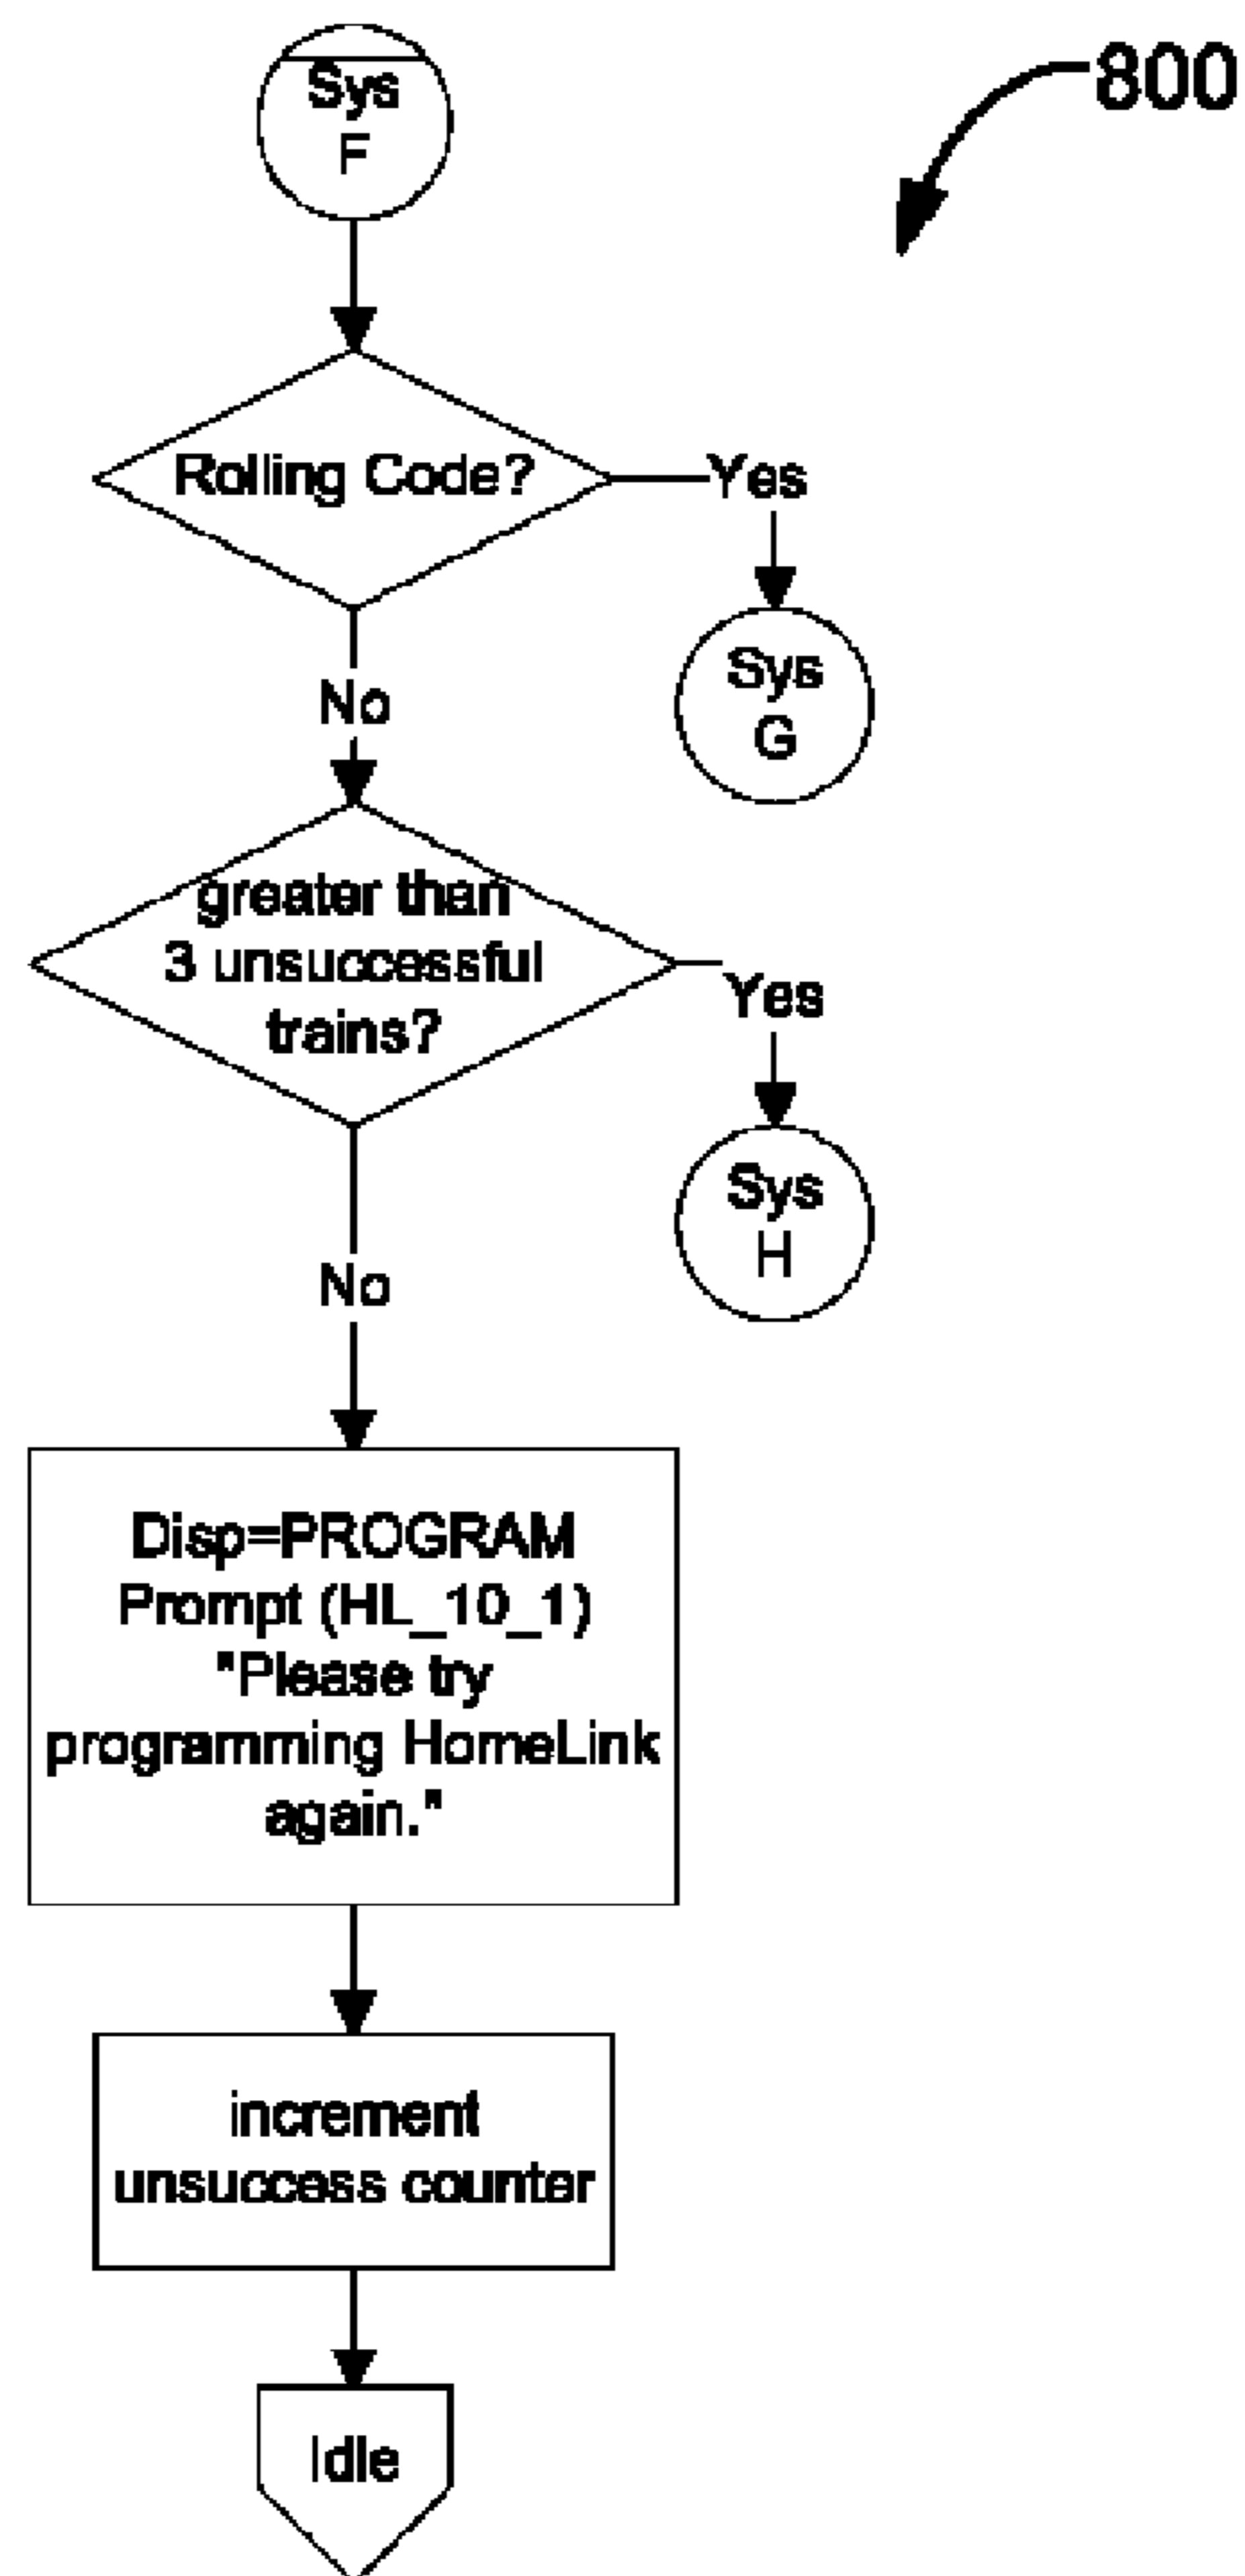 800
Sys
F
Rolling Code?
Yes
Sys
G
No
greater than
3 unsuccessful
trains?
Yes
Sys
H
No
Disp=PROGRAM
Prompt (HL_10_1)
"Please try
programming HomeLink
again."
increment
unsuccess counter
Idle